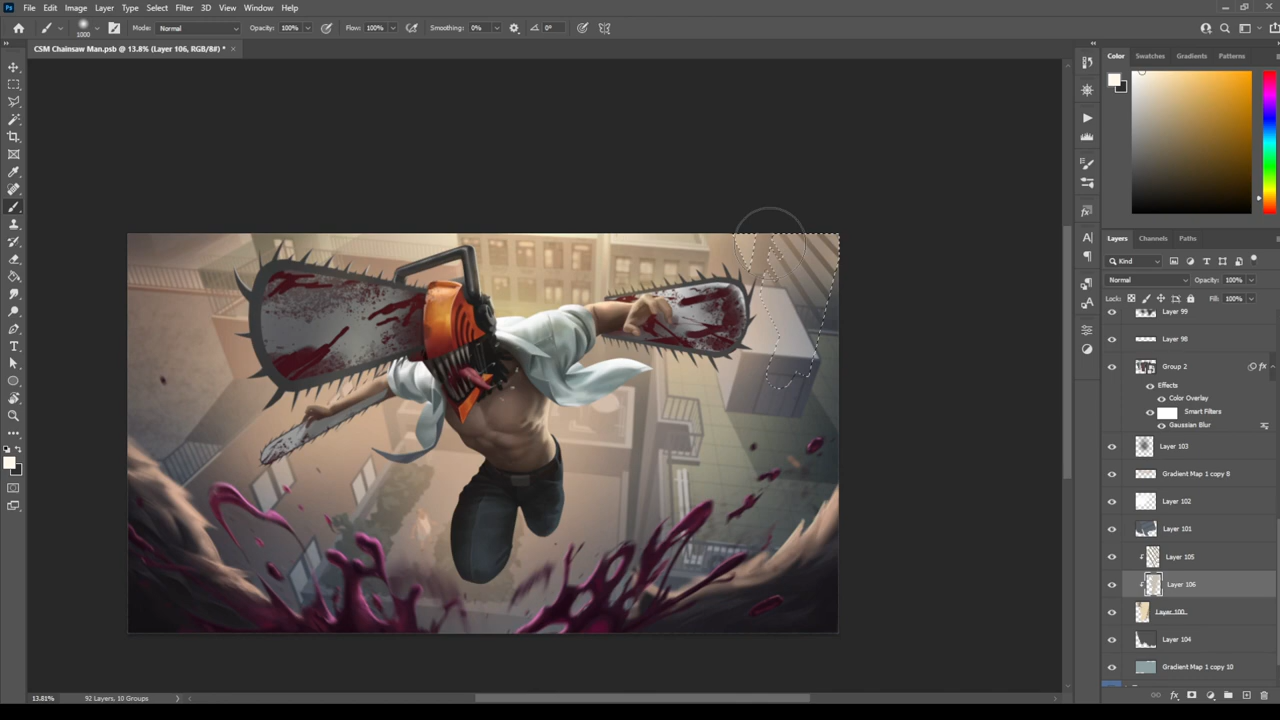 Ps File Edit Image Layer Type Select Filter 3D View Window Help
1000 Mode: Normal Opacity: 100% Flow: 100% Smoothing: 0% 0°
CSM Chainsaw Man.psb @ 13.8% (Layer 106, RGB/8#) *
Color Swatches Gradients Patterns
Layers Channels Paths
Kind
Normal Opacity: 100%
Lock: Fill: 100%
Layer 99
Layer 98
Group 2
Effects
Color Overlay
Smart Filters
Gaussian Blur
Layer 103
Gradient Map 1 copy 8
Layer 102
Layer 101
Layer 105
Layer 106
Layer 100
Layer 104
Gradient Map 1 copy 10
13.81% 92 Layers, 10 Groups